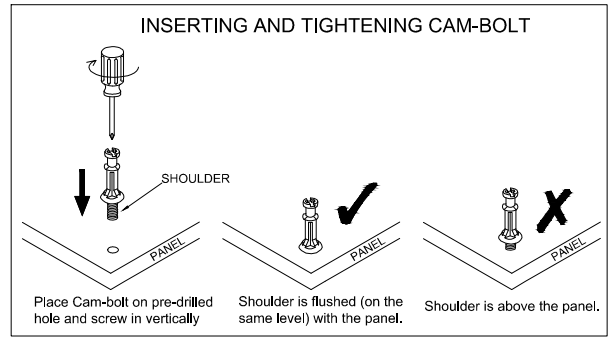 INSERTING AND TIGHTENING CAM-BOLT
SHOULDER
PANEL
PANEL
PANEL
Place Cam-bolt on pre-drilled
hole and screw in vertically
Shoulder is flushed (on the
same level) with the panel.
Shoulder is above the panel.